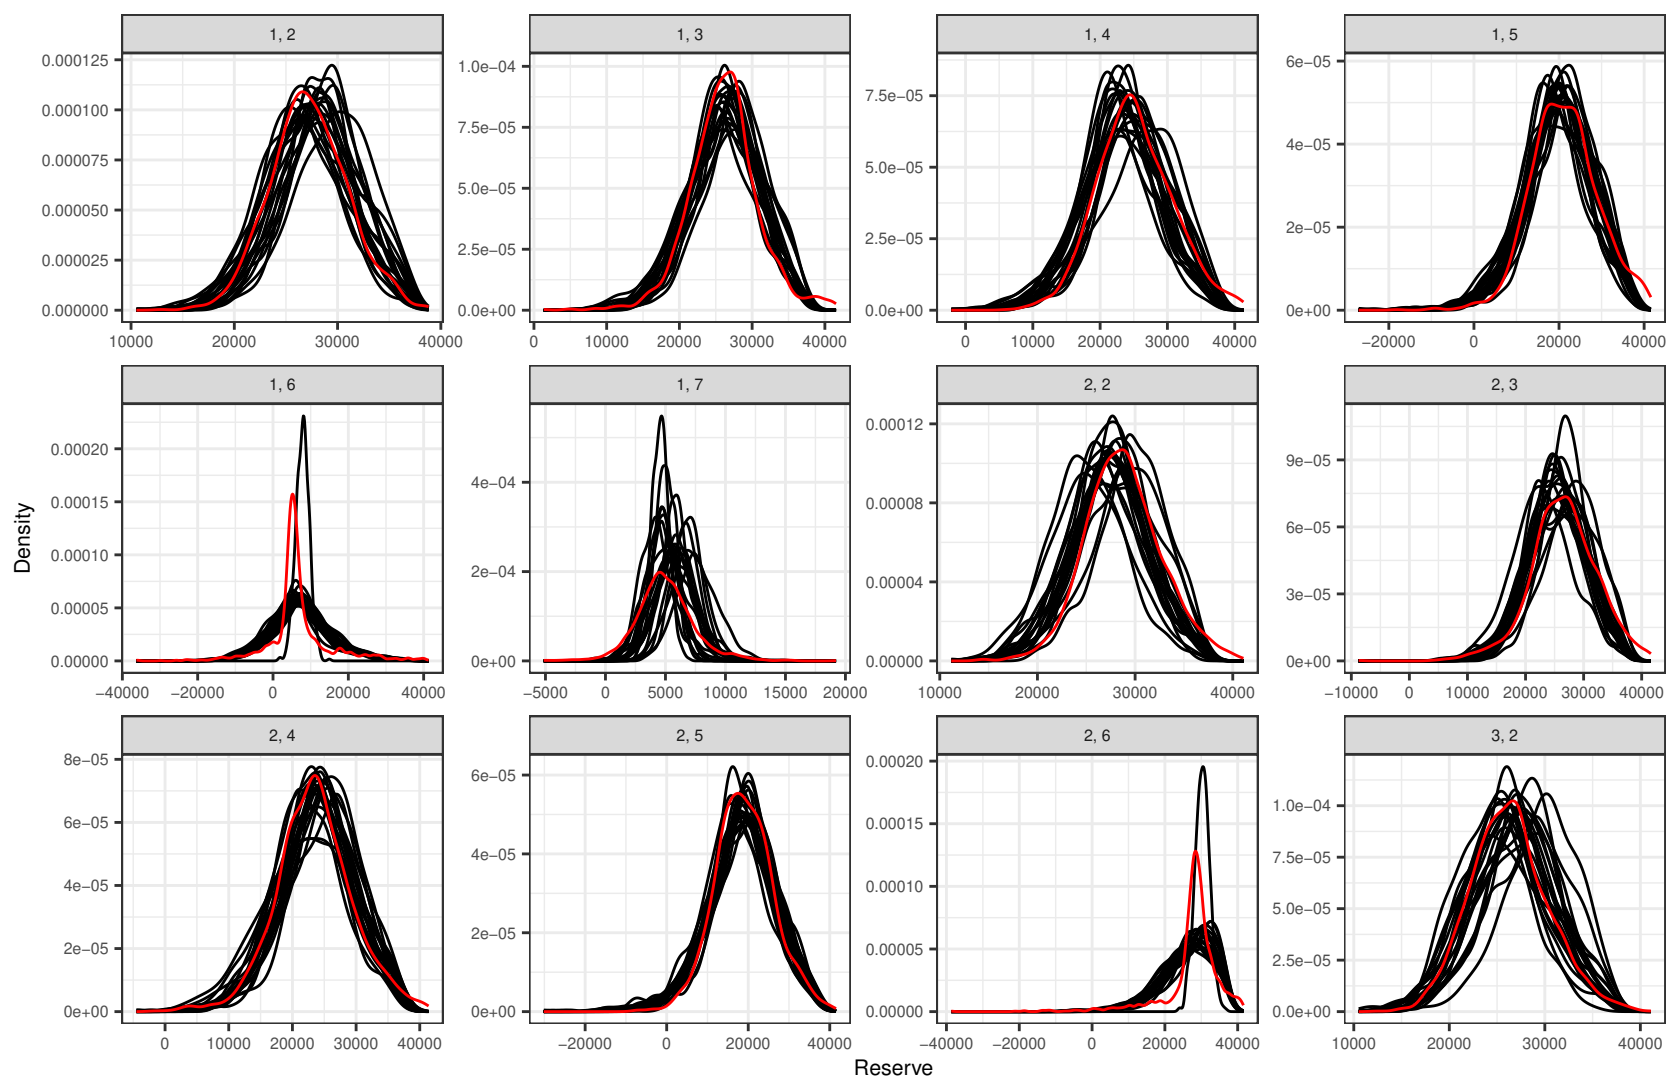 1, 2
1, 3
1, 4
1, 5
0.000125
0.000100
0.000075
0.000050
0.000025
0.000000
10000 20000 30000 40000
1.0e−04
7.5e−05
5.0e−05
2.5e−05
0.0e+00
0 10000 20000 30000 40000
7.5e−05
5.0e−05
2.5e−05
0.0e+00
0 10000 20000 30000 40000
6e−05
4e−05
2e−05
0e+00
−20000 0 20000 40000
1, 6
1, 7
2, 2
2, 3
0.00020
0.00015
0.00010
0.00005
0.00000
−40000 −20000 0 20000 40000
4e−04
2e−04
0e+00
−5000 0 5000 10000 15000 20000
0.00012
0.00008
0.00004
0.00000
10000 20000 30000 40000
9e−05
6e−05
3e−05
0e+00
−10000 0 10000 20000 30000 40000
Density
2, 4
2, 5
2, 6
3, 2
8e−05
6e−05
4e−05
2e−05
0e+00
0 10000 20000 30000 40000
6e−05
4e−05
2e−05
0e+00
−20000 0 20000 40000
0.00020
0.00015
0.00010
0.00005
0.00000
−40000 −20000 0 20000 40000
1.0e−04
7.5e−05
5.0e−05
2.5e−05
0.0e+00
10000 20000 30000 40000
Reserve